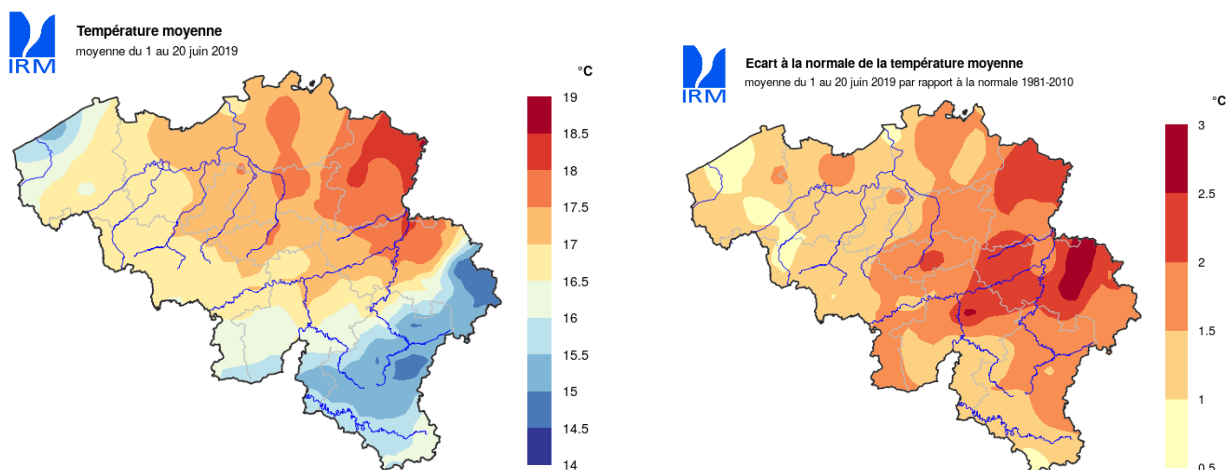 Température moyenne
moyenne du 1 au 20 juin 2019
IRM
°C
19
18.5
18
17.5
17
16.5
16
15.5
15
14.5
14
Ecart à la normale de la température moyenne
moyenne du 1 au 20 juin 2019 par rapport à la normale 1981-2010
IRM
°C
3
2.5
2
1.5
1
0.5